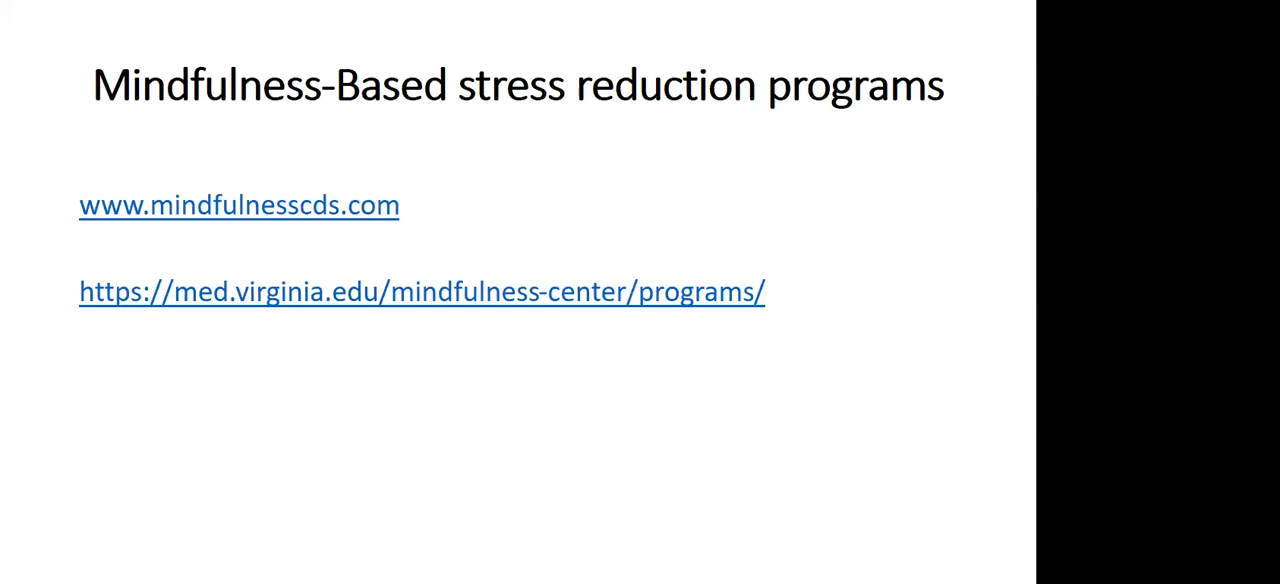 Mindfulness-Based stress reduction programs
www.mindfulnesscds.com
https://med.virginia.edu/mindfulness-center/programs/